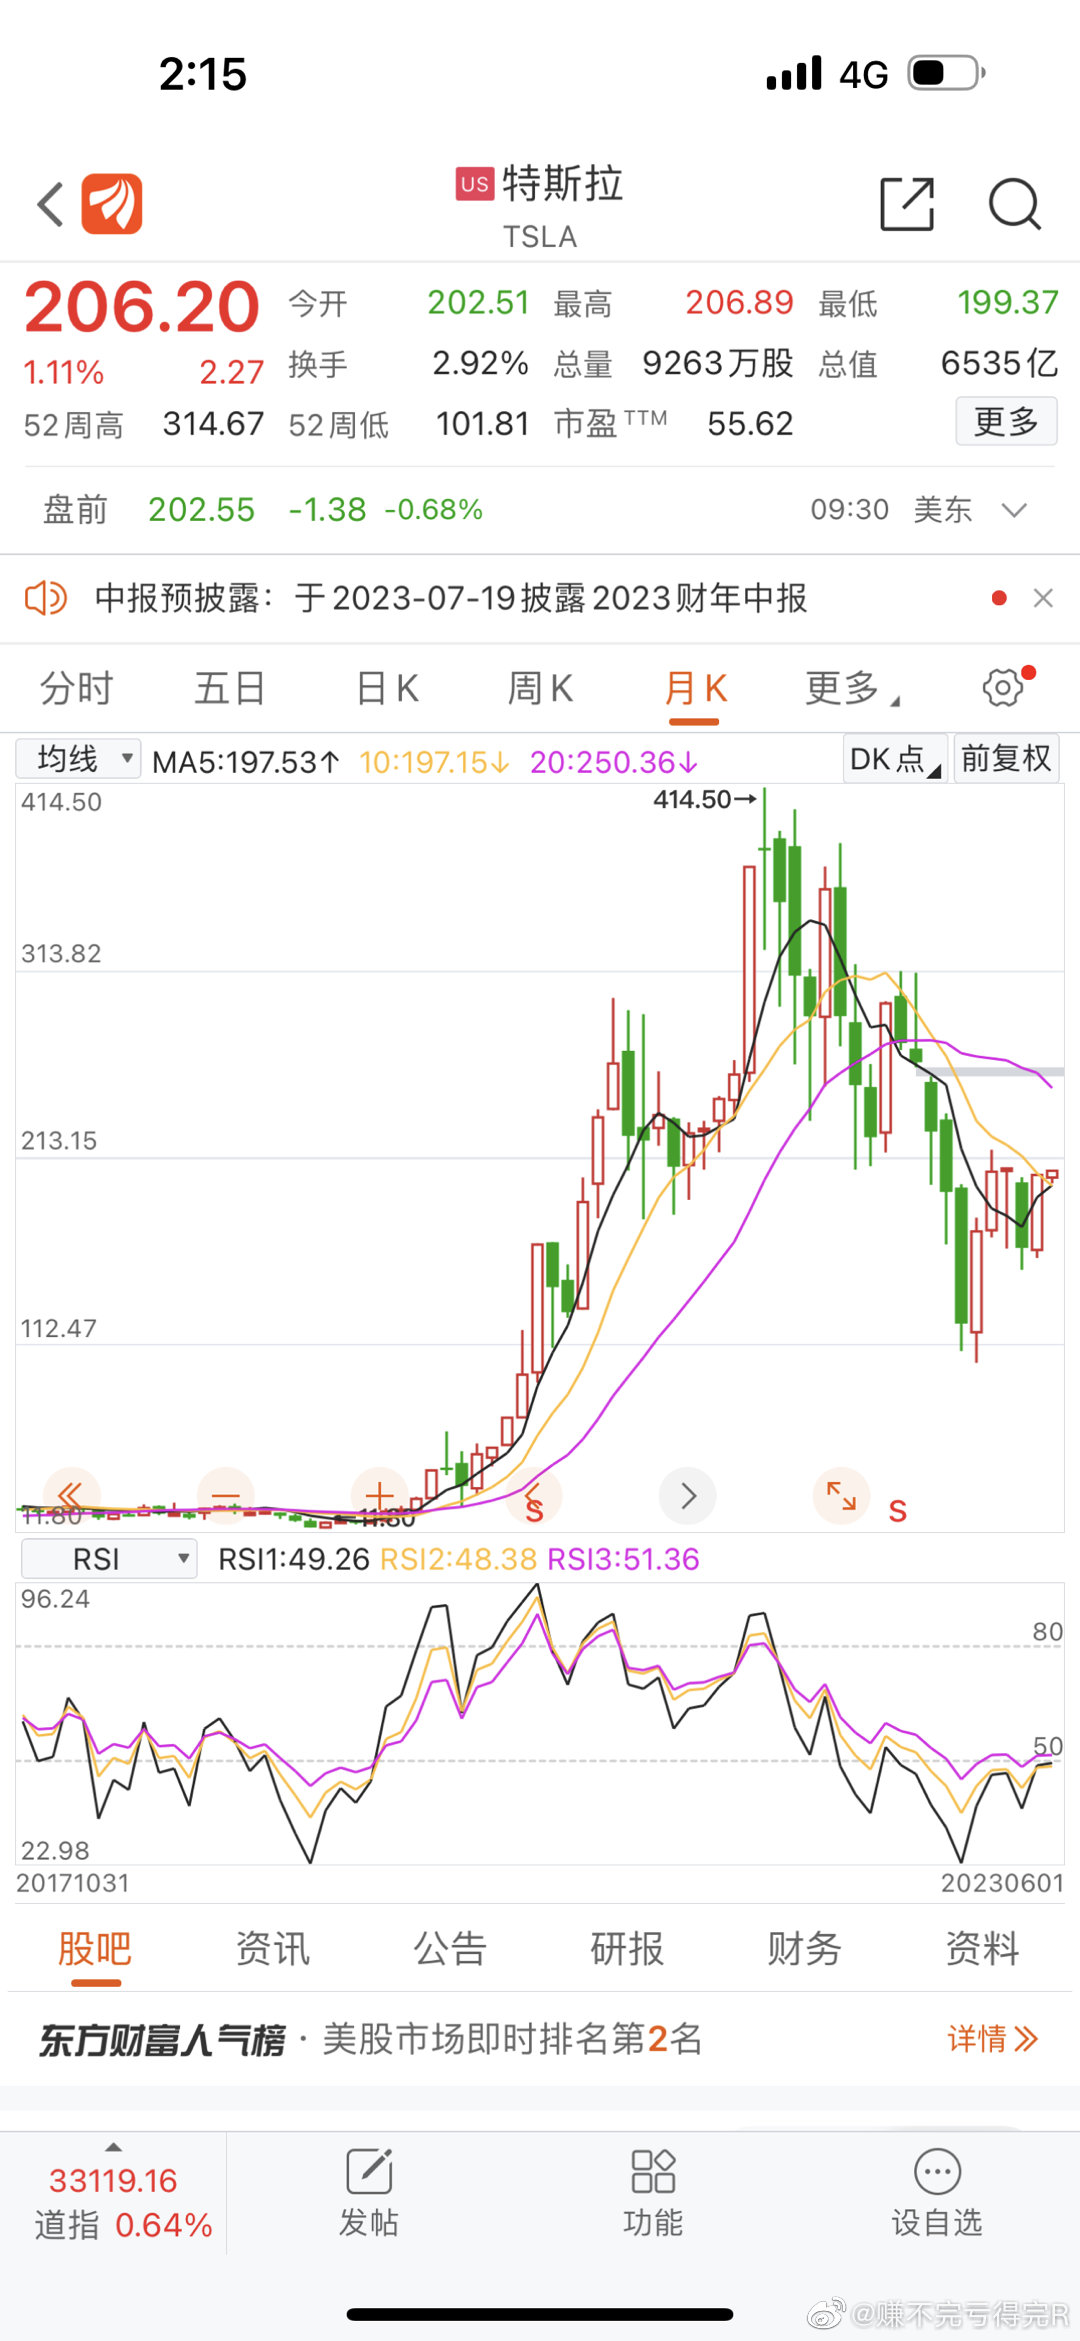 2:15 4G
US 特斯拉
TSLA
206.20 今开 202.51 最高 206.89 最低 199.37
1.11% 2.27 换手 2.92% 总量 9263万股 总值 6535亿
52周高 314.67 52周低 101.81 市盈TTM 55.62 更多
盘前 202.55 -1.38 -0.68% 09:30 美东
中报预披露：于2023-07-19披露2023财年中报
分时 五日 日K 周K 月K 更多
均线 MA5:197.53↑ 10:197.15↓ 20:250.36↓ DK点 前复权
414.50
414.50→
313.82
213.15
112.47
11.80 11.80 S S
RSI RSI1:49.26 RSI2:48.38 RSI3:51.36
96.24
80
50
22.98
20171031 20230601
股吧 资讯 公告 研报 财务 资料
东方财富人气榜 · 美股市场即时排名第2名 详情
33119.16
道指 0.64% 发帖 功能 设自选
@赚不完亏得完R